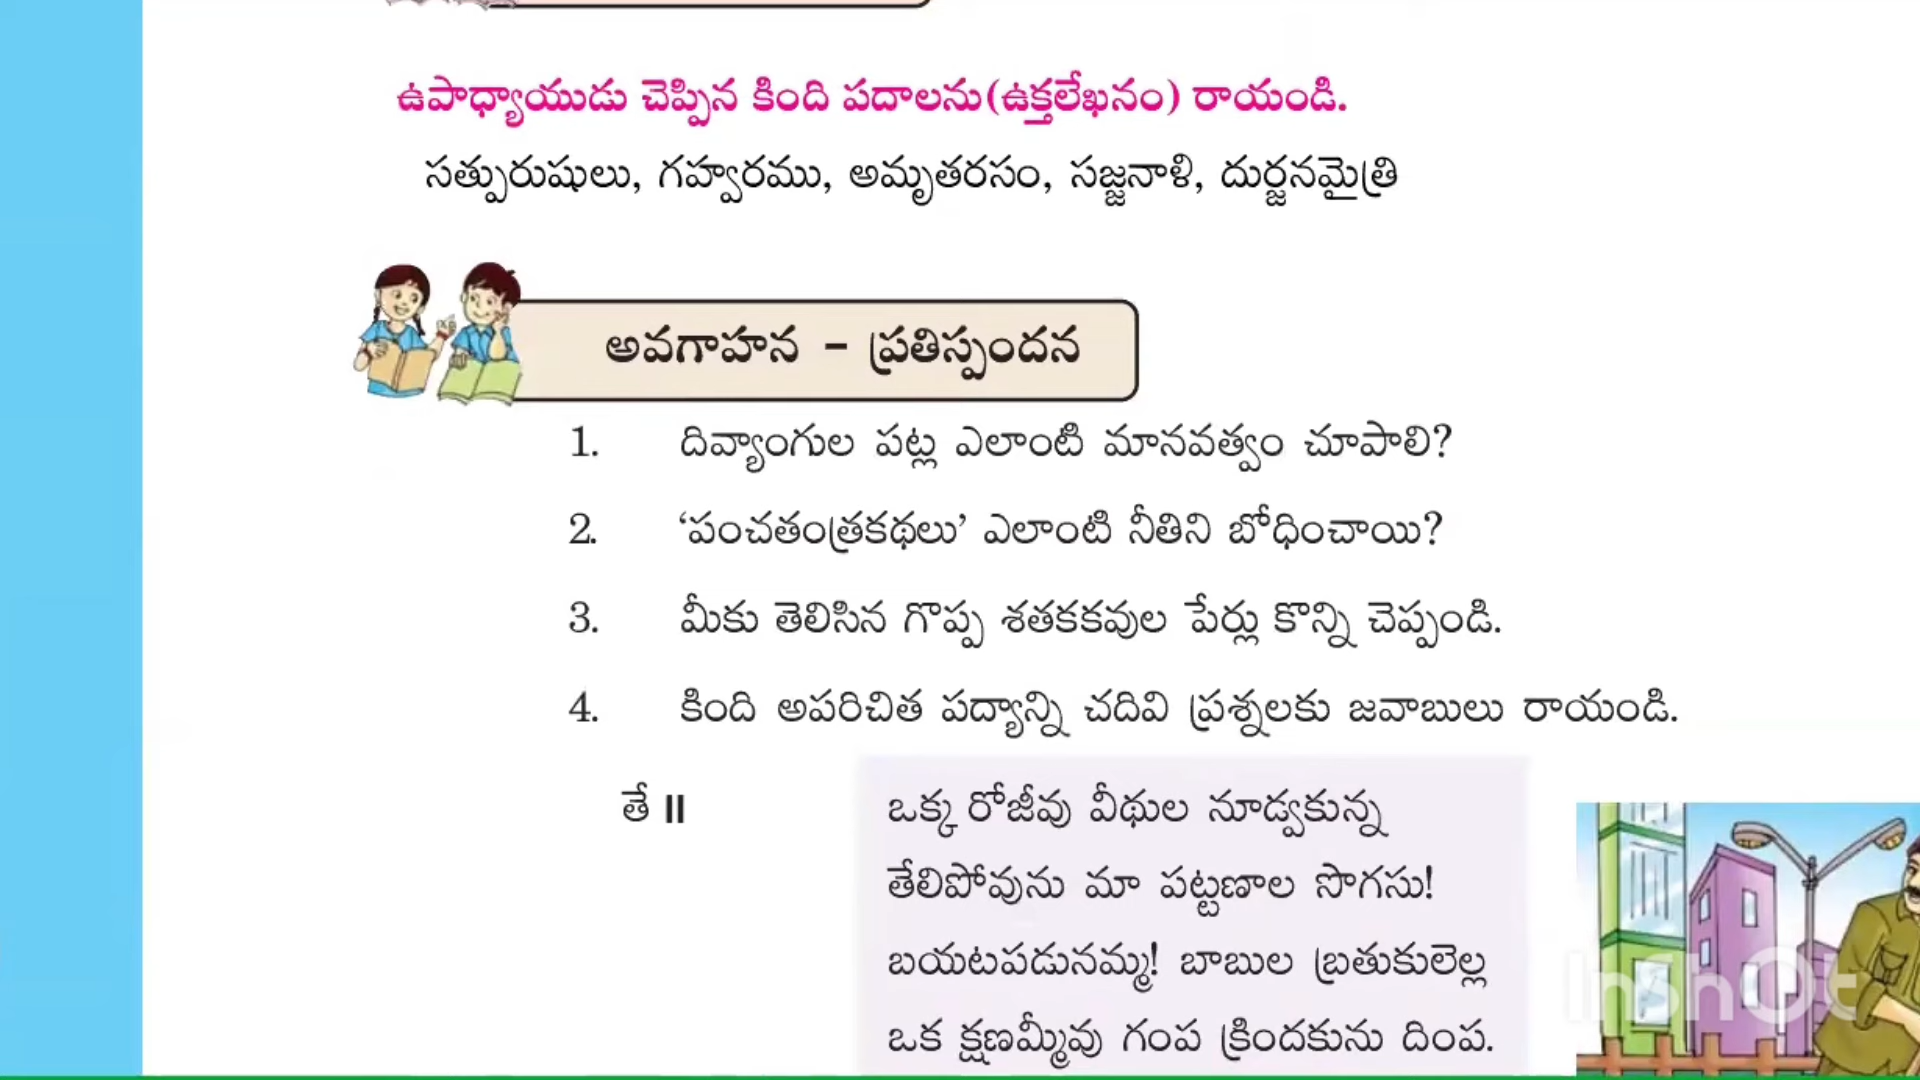 ఉపాధ్యాయుడు చెప్పిన కింది పదాలను(ఉక్తలేఖనం) రాయండి.
సత్పురుషులు, గహ్వరము, అమృతరసం, సజ్జనాళి, దుర్జనమైత్రి
అవగాహన - ప్రతిస్పందన
1. దివ్యాంగుల పట్ల ఎలాంటి మానవత్వం చూపాలి?
2. ‘పంచతంత్రకథలు’ ఎలాంటి నీతిని బోధించాయి?
3. మీకు తెలిసిన గొప్ప శతకకవుల పేర్లు కొన్ని చెప్పండి.
4. కింది అపరిచిత పద్యాన్ని చదివి ప్రశ్నలకు జవాబులు రాయండి.
తే॥ ఒక్క రోజీవు వీథుల నూడ్వకున్న
తేలిపోవును మా పట్టణాల సొగసు!
బయటపడునమ్మ! బాబుల బ్రతుకులెల్ల
ఒక క్షణమ్మీవు గంప క్రిందకును దింప.
InShOt